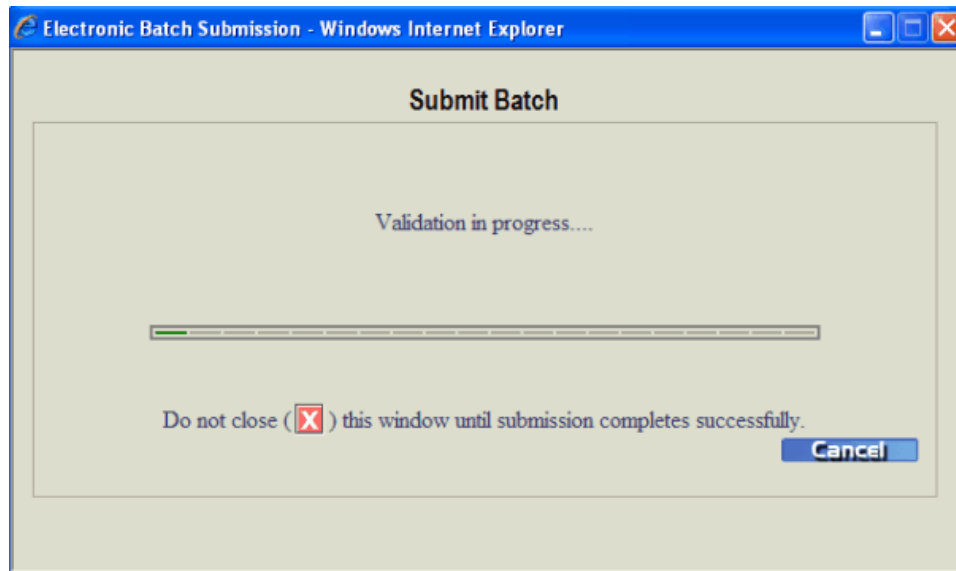 Electronic Batch Submission - Windows Internet Explorer
Submit Batch
Validation in progress....
Do not close ( X ) this window until submission completes successfully.
Cancel